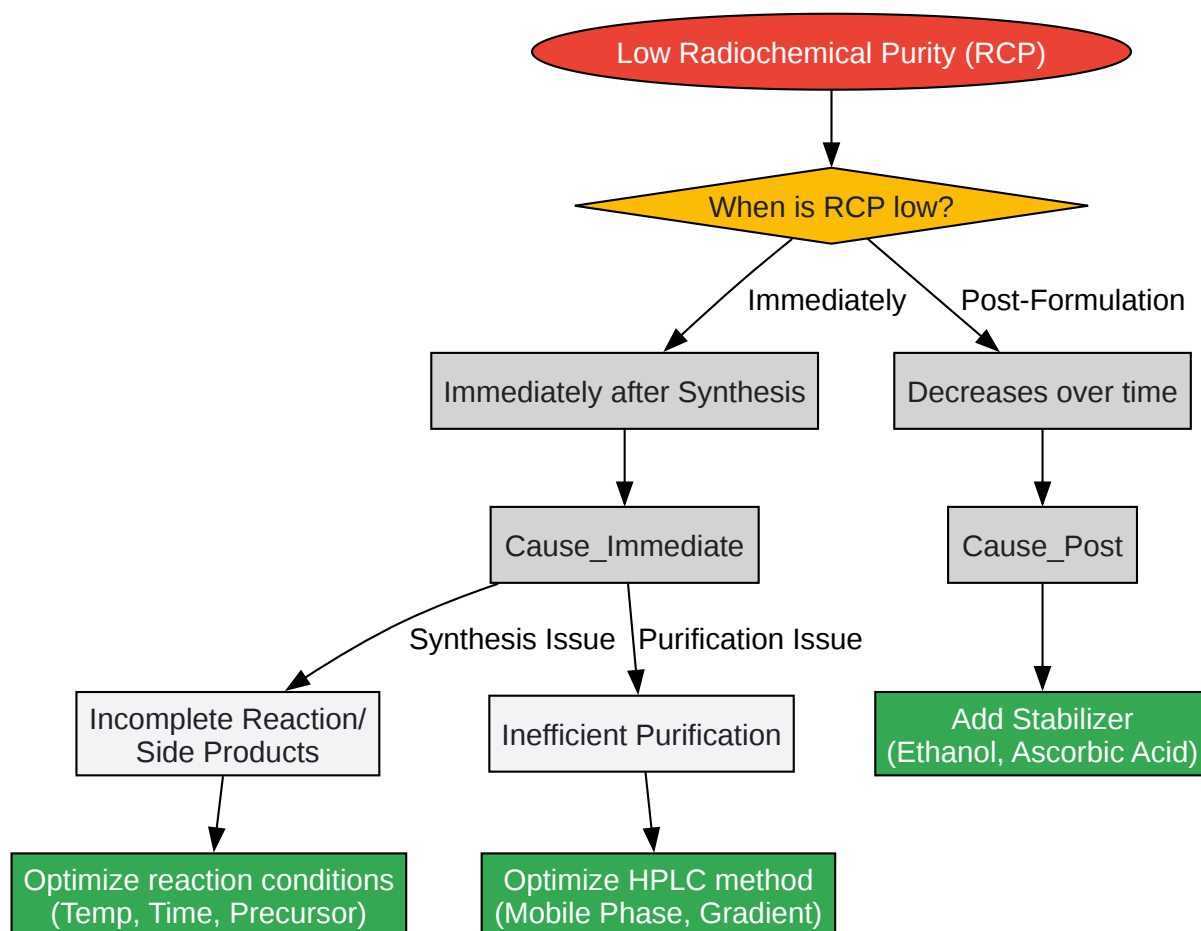 Low Radiochemical Purity (RCP)
When is RCP low?
Immediately
Post-Formulation
Immediately after Synthesis
Decreases over time
Cause_Immediate
Cause_Post
Synthesis Issue
Purification Issue
Incomplete Reaction/
Side Products
Inefficient Purification
Add Stabilizer
(Ethanol, Ascorbic Acid)
Optimize reaction conditions
(Temp, Time, Precursor)
Optimize HPLC method
(Mobile Phase, Gradient)